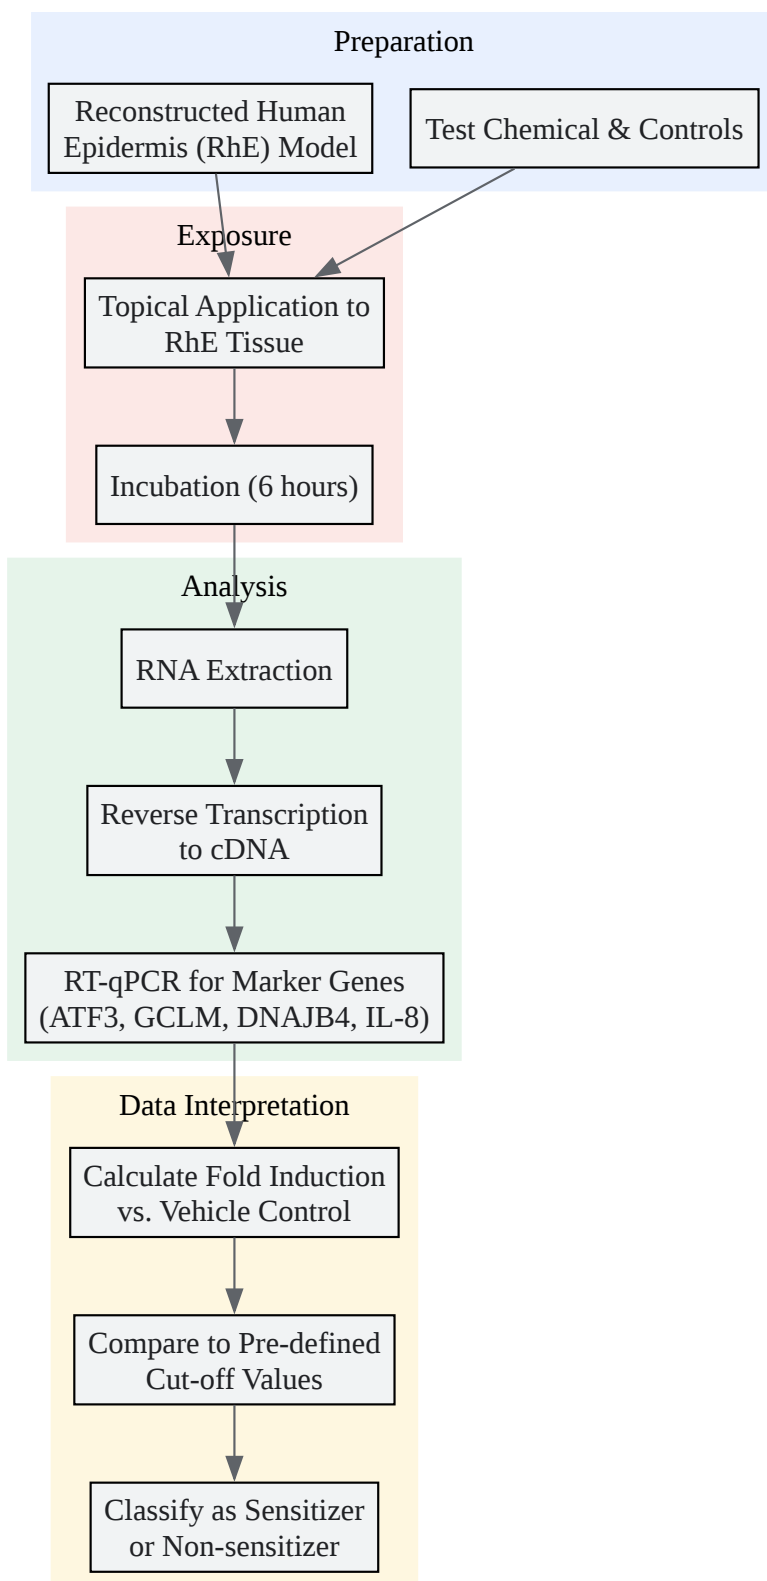 Preparation
Reconstructed Human
Epidermis (RhE) Model
Test Chemical & Controls
Exposure
Topical Application to
RhE Tissue
Incubation (6 hours)
Analysis
RNA Extraction
Reverse Transcription
to cDNA
RT-qPCR for Marker Genes
(ATF3, GCLM, DNAJB4, IL-8)
Data Interpretation
Calculate Fold Induction
vs. Vehicle Control
Compare to Pre-defined
Cut-off Values
Classify as Sensitizer
or Non-sensitizer